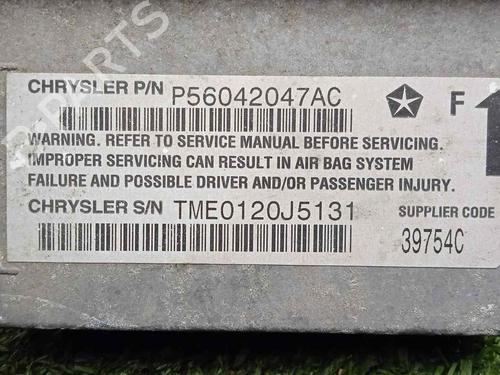 B-PARTS
CHRYSLER P/N P56042047AC
F
WARNING. REFER TO SERVICE MANUAL BEFORE SERVICING.
IMPROPER SERVICING CAN RESULT IN AIR BAG SYSTEM
FAILURE AND POSSIBLE DRIVER AND/OR PASSENGER INJURY.
CHRYSLER S/N TME0120J5131
SUPPLIER CODE
39754C